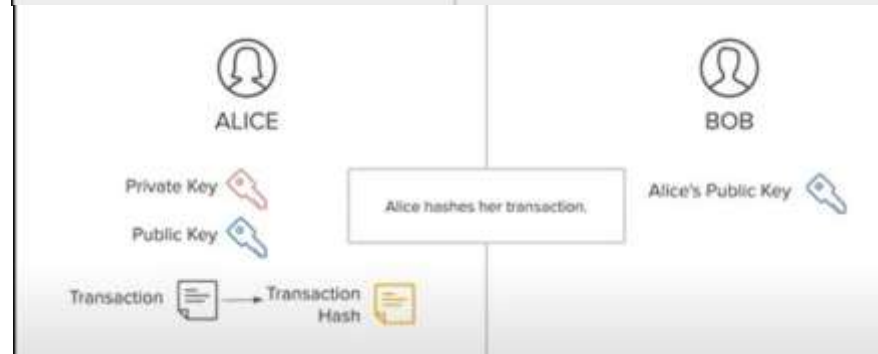 ALICE
BOB
Private Key
Alice hashes her transaction.
Alice's Public Key
Public Key
Transaction
Transaction
Hash